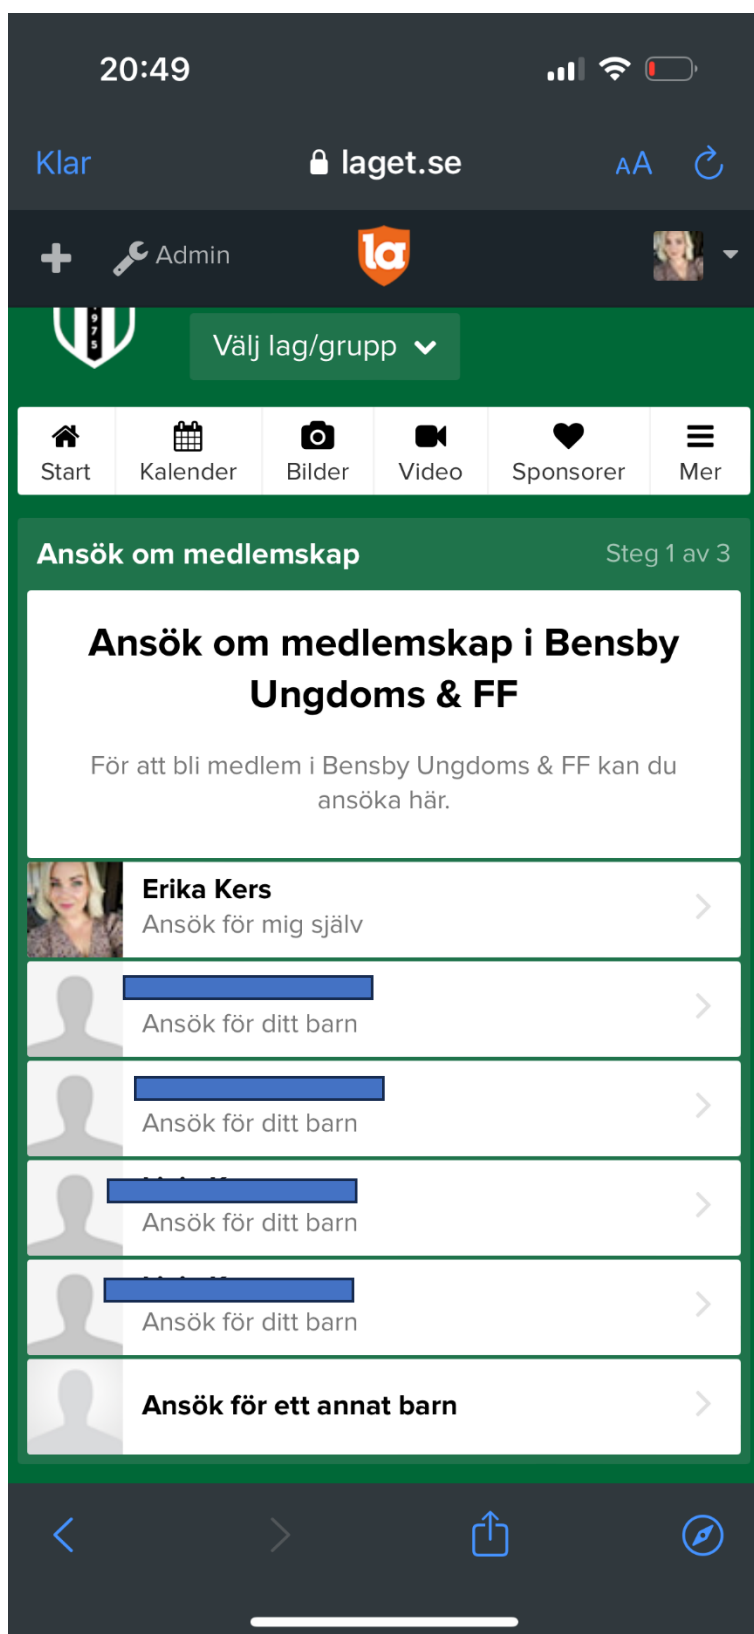 20:49
Klar
laget.se
AA
Admin
la
1975
Välj lag/grupp
Start
Kalender
Bilder
Video
Sponsorer
Mer
Ansök om medlemskap
Steg 1 av 3
Ansök om medlemskap i Bensby
Ungdoms & FF
För att bli medlem i Bensby Ungdoms & FF kan du
ansöka här.
Erika Kers
Ansök för mig själv
Ansök för ditt barn
Ansök för ditt barn
Ansök för ditt barn
Ansök för ditt barn
Ansök för ett annat barn